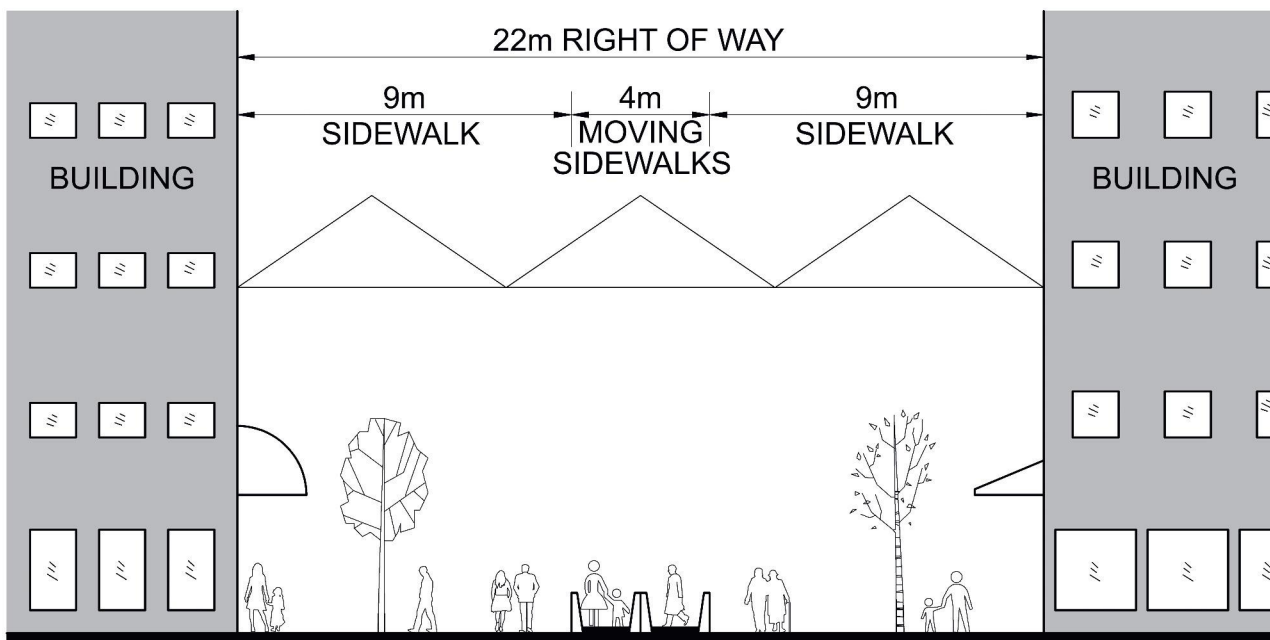 22m RIGHT OF WAY
9m
SIDEWALK
4m
MOVING
SIDEWALKS
9m
SIDEWALK
BUILDING
BUILDING